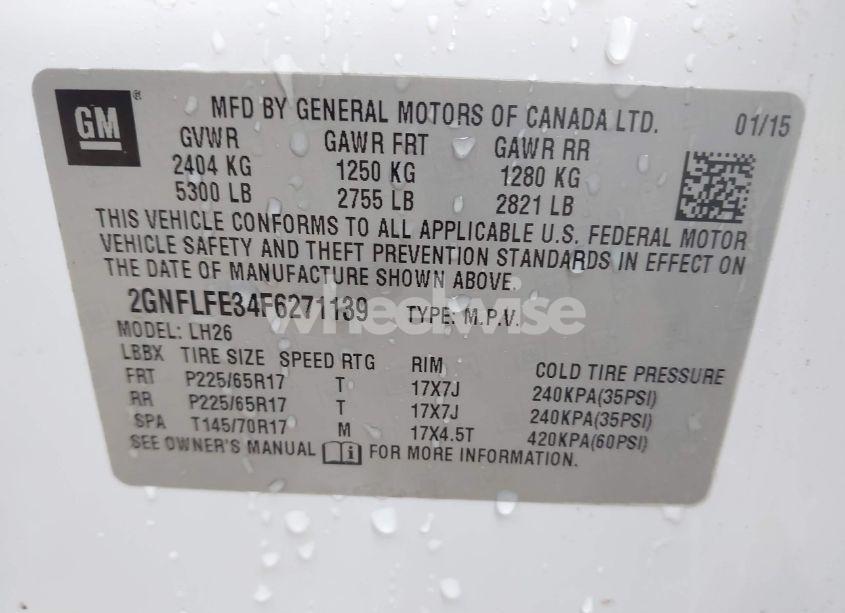 GM ®
MFD BY GENERAL MOTORS OF CANADA LTD. 01/15
GVWR GAWR FRT GAWR RR
2404 KG 1250 KG 1280 KG
5300 LB 2755 LB 2821 LB
THIS VEHICLE CONFORMS TO ALL APPLICABLE U.S. FEDERAL MOTOR
VEHICLE SAFETY AND THEFT PREVENTION STANDARDS IN EFFECT ON
THE DATE OF MANUFACTURE SHOWN ABOVE.
2GNFLFE34F6271139 TYPE: M.P.V.
wheelwise
MODEL: LH26
LBBX TIRE SIZE SPEED RTG RIM COLD TIRE PRESSURE
FRT P225/65R17 T 17X7J 240KPA(35PSI)
RR P225/65R17 T 17X7J 240KPA(35PSI)
SPA T145/70R17 M 17X4.5T 420KPA(60PSI)
SEE OWNER'S MANUAL i FOR MORE INFORMATION.